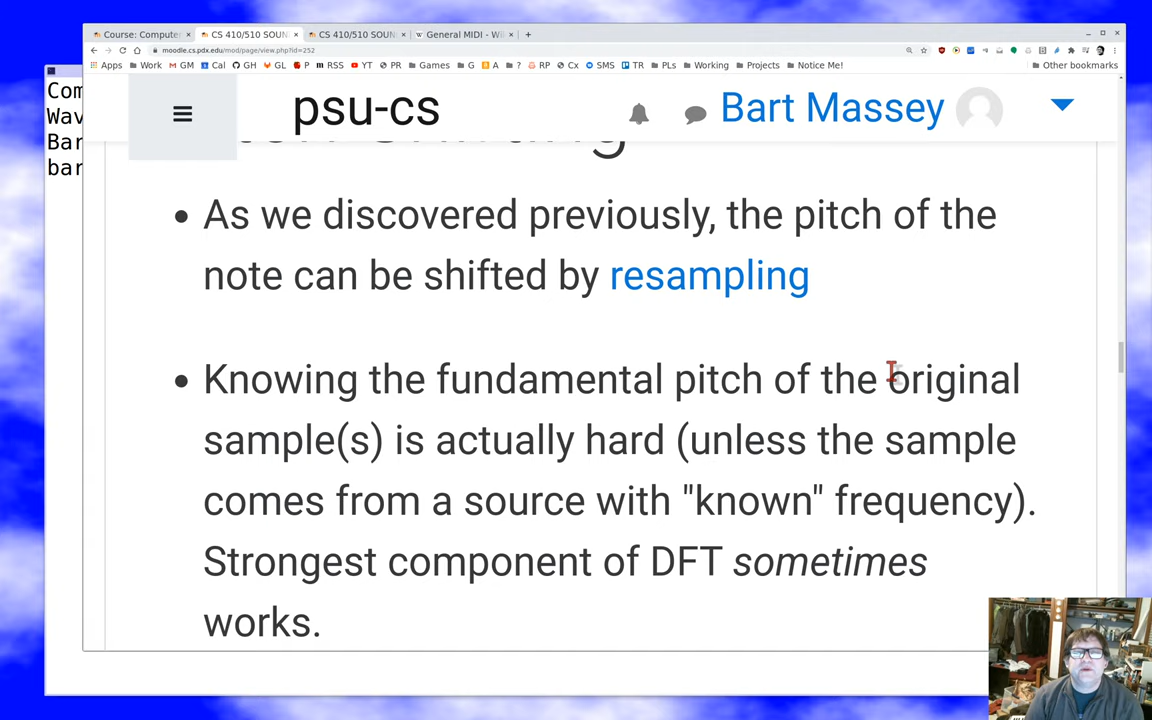 Course: Compute
CS 410/510 SOUN
CS 410/510 SOUN
General MIDI - Wi
moodle.cs.pdx.edu/mod/page/view.php?id=252
Apps Work GM Cal GH GL P RSS YT PR Games G A ? RP Cx SMS TR PLs Working Projects Notice Me! Other bookmarks
Com
Wav
Bar
bar
psu-cs
Bart Massey
• As we discovered previously, the pitch of the
note can be shifted by resampling
• Knowing the fundamental pitch of the original
sample(s) is actually hard (unless the sample
comes from a source with "known" frequency).
Strongest component of DFT sometimes
works.